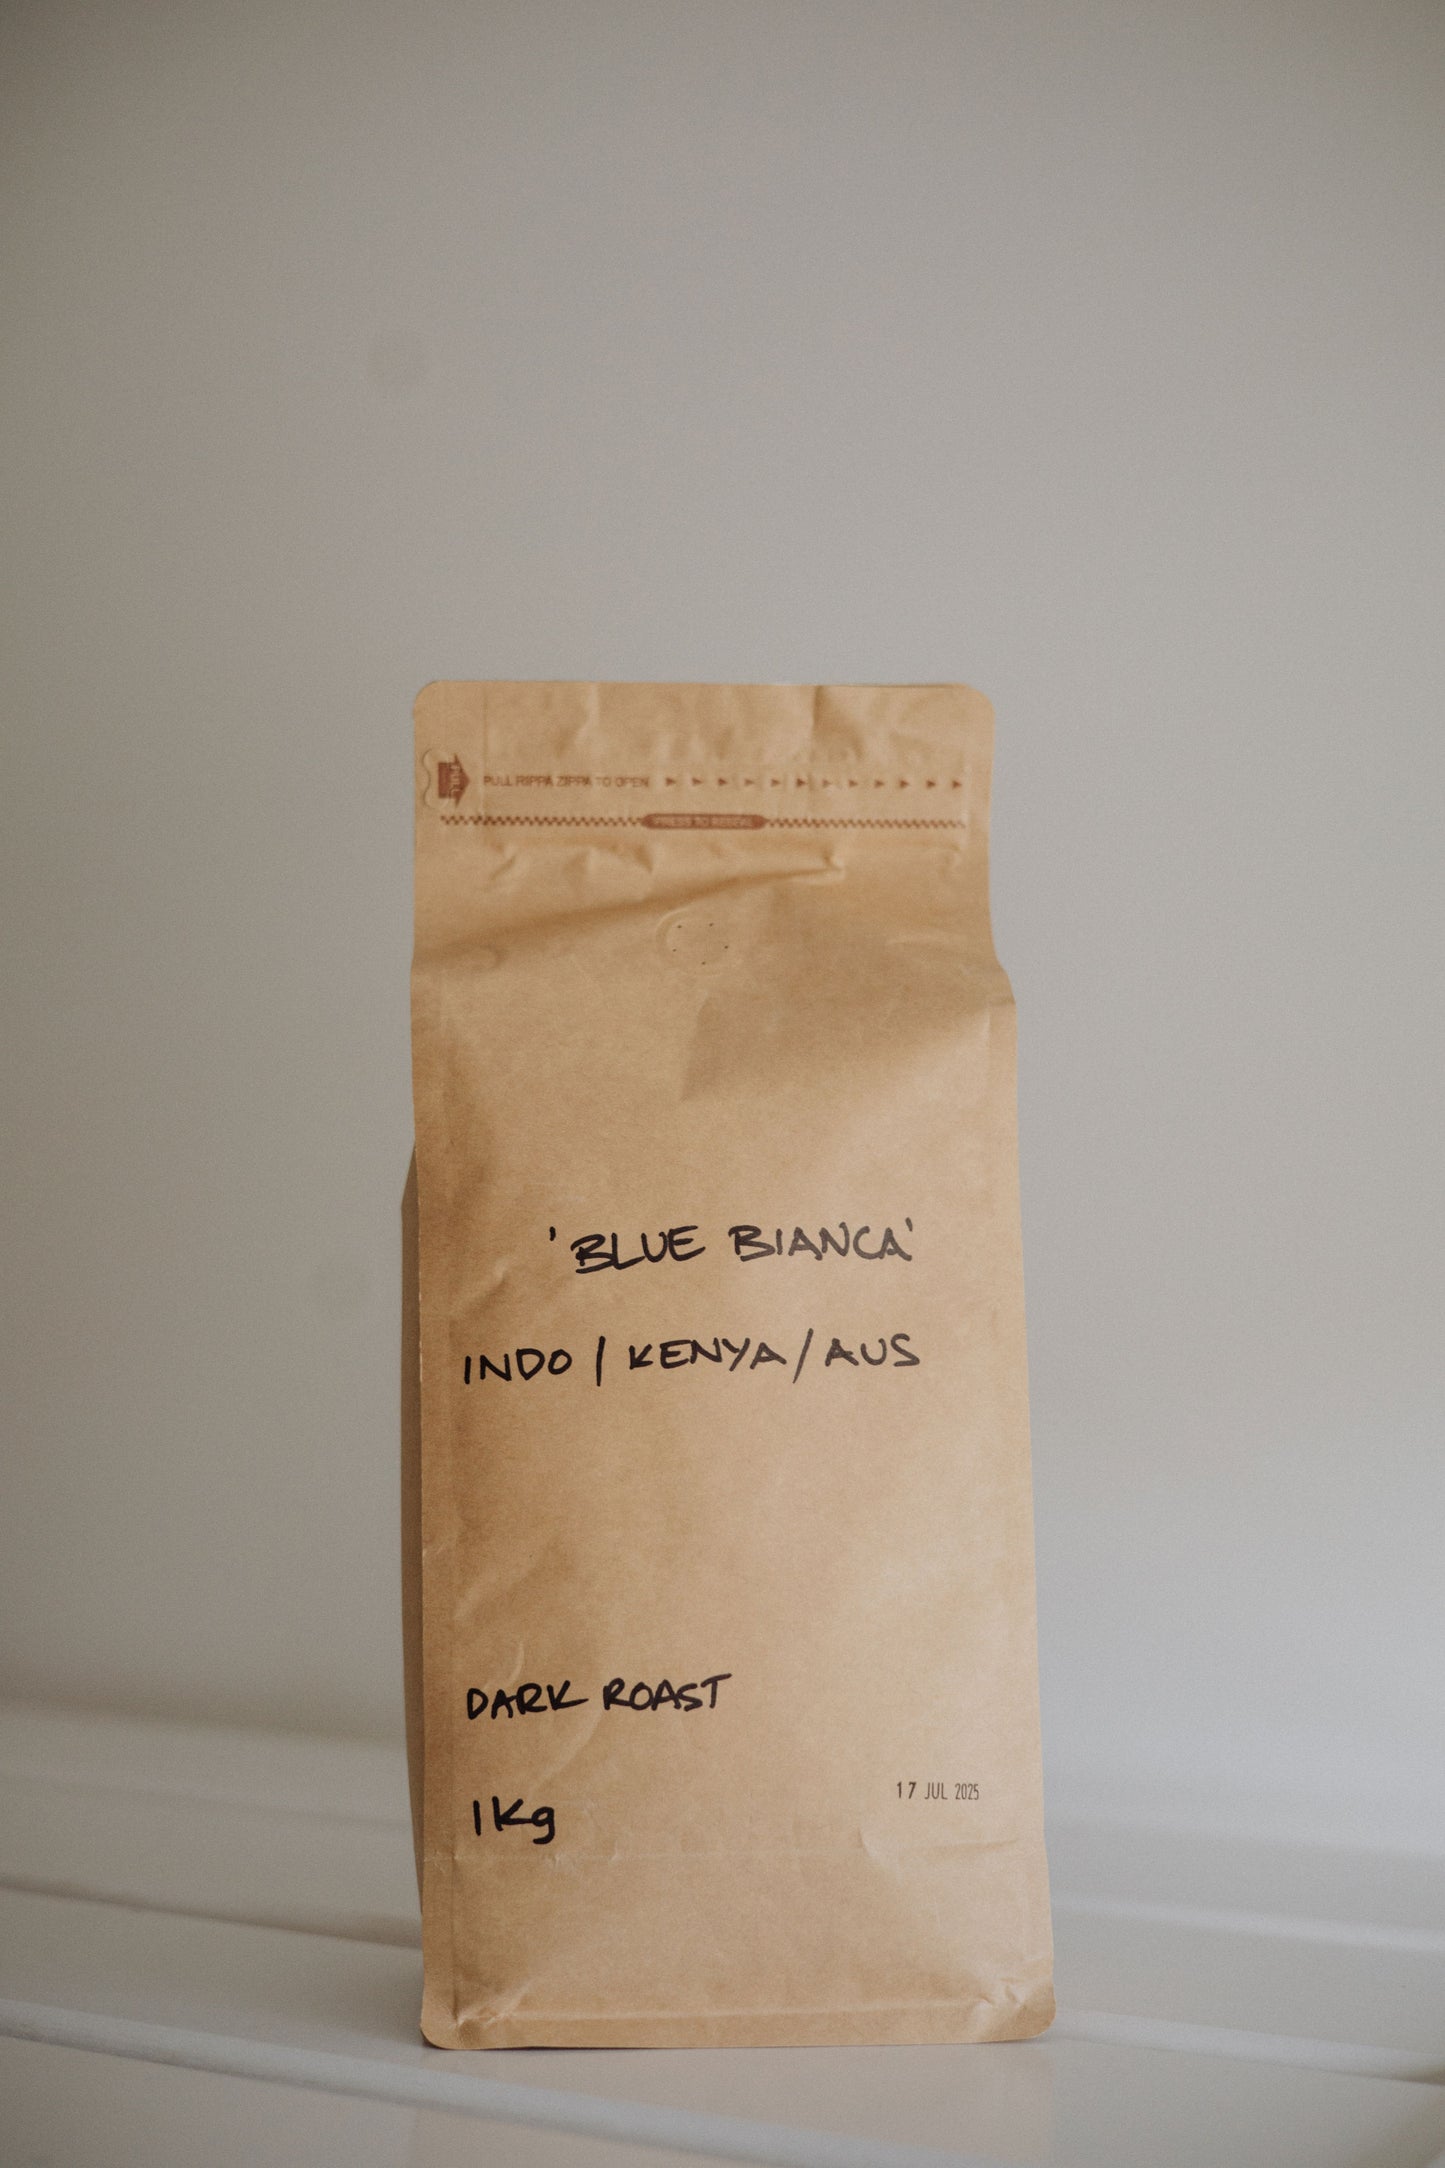 PULL
PULL RIPPA ZIPPA TO OPEN
PRESS TO RESEAL
'BLUE BIANCA'
INDO / KENYA / AUS
DARK ROAST
1Kg
17 JUL 2025